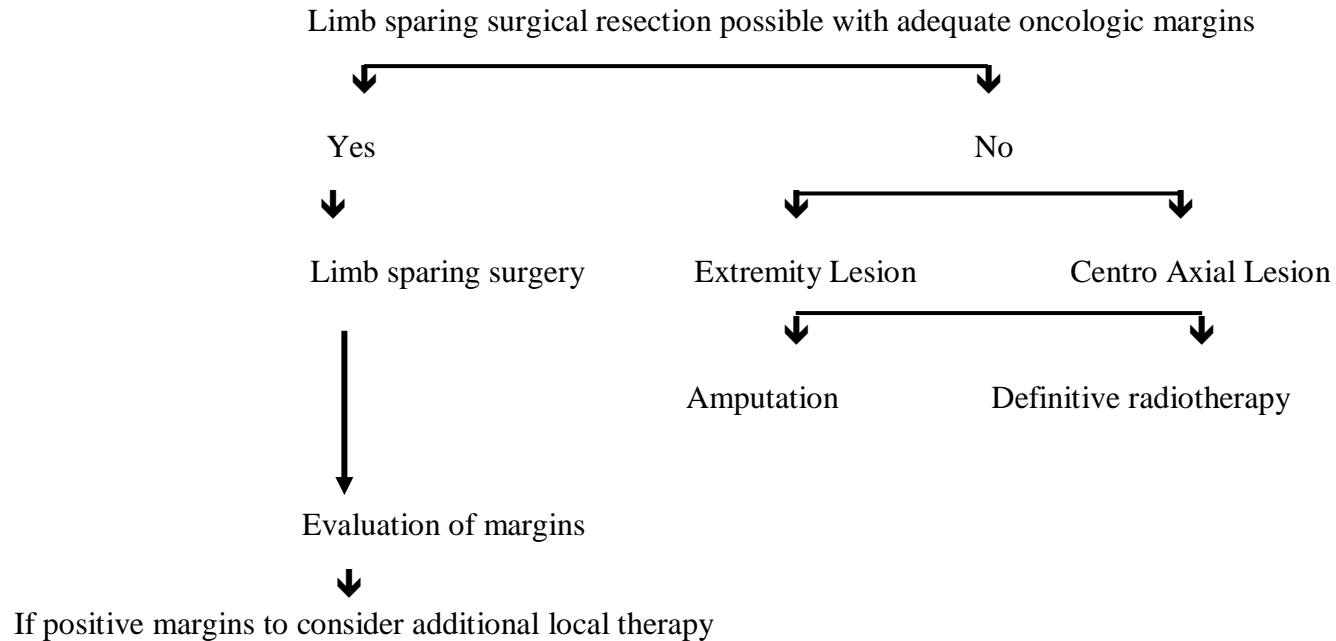 Limb sparing surgical resection possible with adequate oncologic margins
Yes
No
Limb sparing surgery
Extremity Lesion
Centro Axial Lesion
Amputation
Definitive radiotherapy
Evaluation of margins
If positive margins to consider additional local therapy